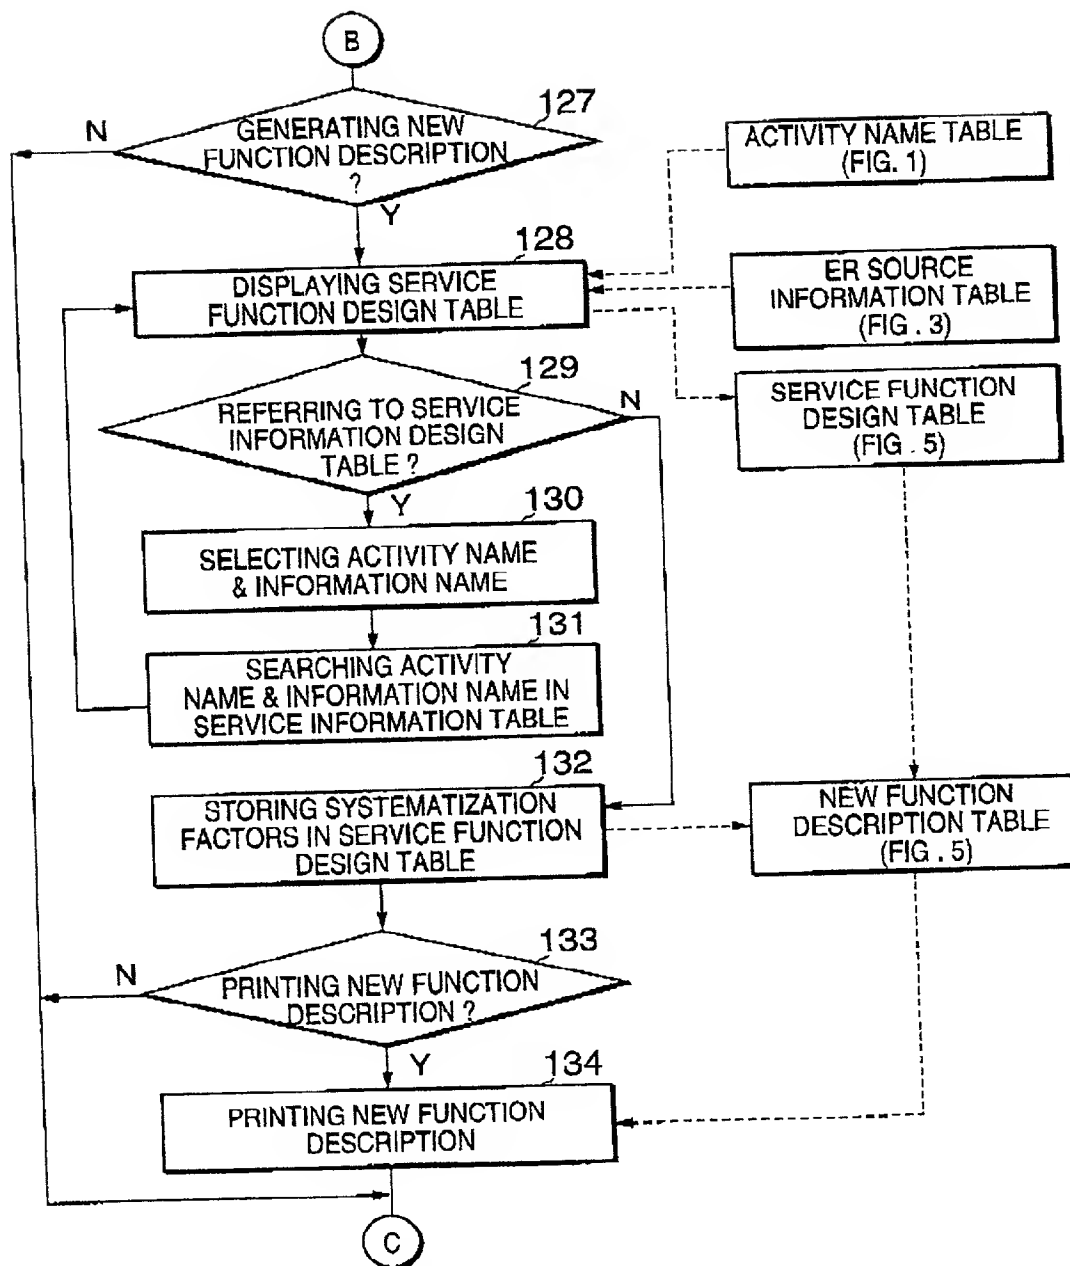 B
127
N
GENERATING NEW
FUNCTION DESCRIPTION
?
Y
ACTIVITY NAME TABLE
(FIG. 1)
128
DISPLAYING SERVICE
FUNCTION DESIGN TABLE
ER SOURCE
INFORMATION TABLE
(FIG . 3)
129
N
REFERRING TO SERVICE
INFORMATION DESIGN
TABLE ?
Y
SERVICE FUNCTION
DESIGN TABLE
(FIG . 5)
130
SELECTING ACTIVITY NAME
& INFORMATION NAME
131
SEARCHING ACTIVITY
NAME & INFORMATION NAME IN
SERVICE INFORMATION TABLE
132
STORING SYSTEMATIZATION
FACTORS IN SERVICE FUNCTION
DESIGN TABLE
NEW FUNCTION
DESCRIPTION TABLE
(FIG . 5)
133
N
PRINTING NEW FUNCTION
DESCRIPTION ?
Y
134
PRINTING NEW FUNCTION
DESCRIPTION
C